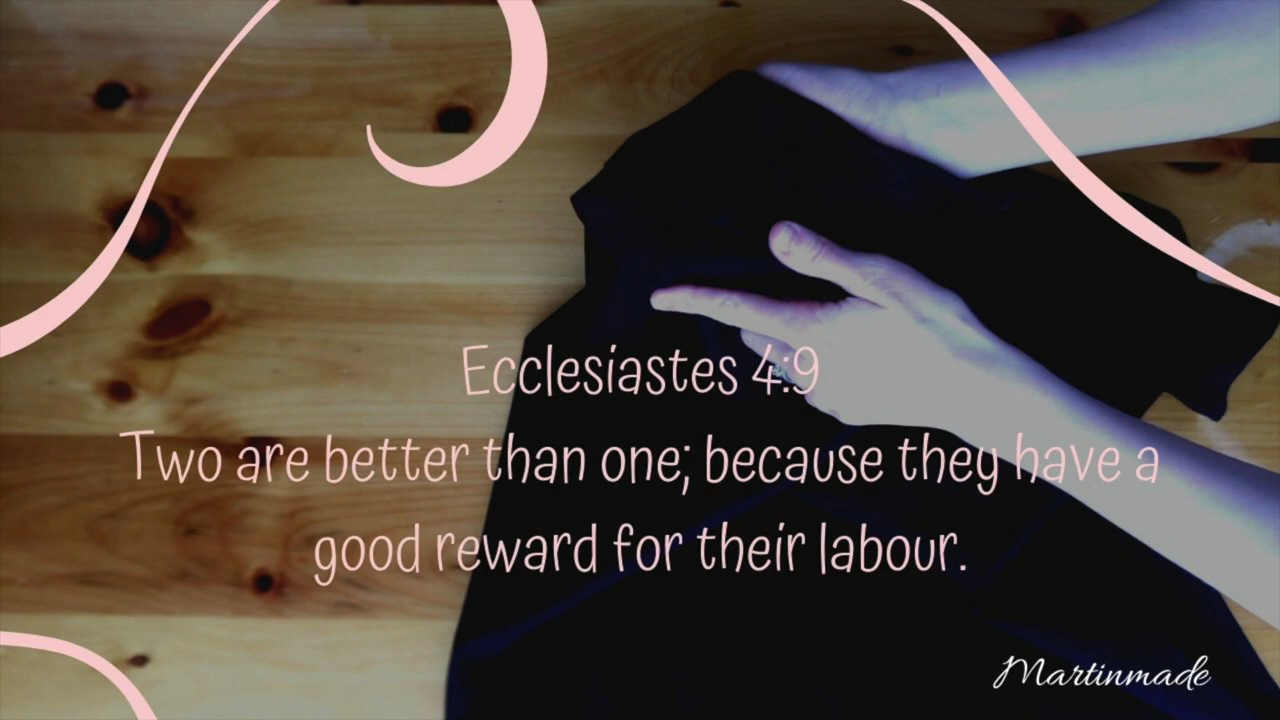 Ecclesiastes 4:9
Two are better than one; because they have a
good reward for their labour.
Martinmade